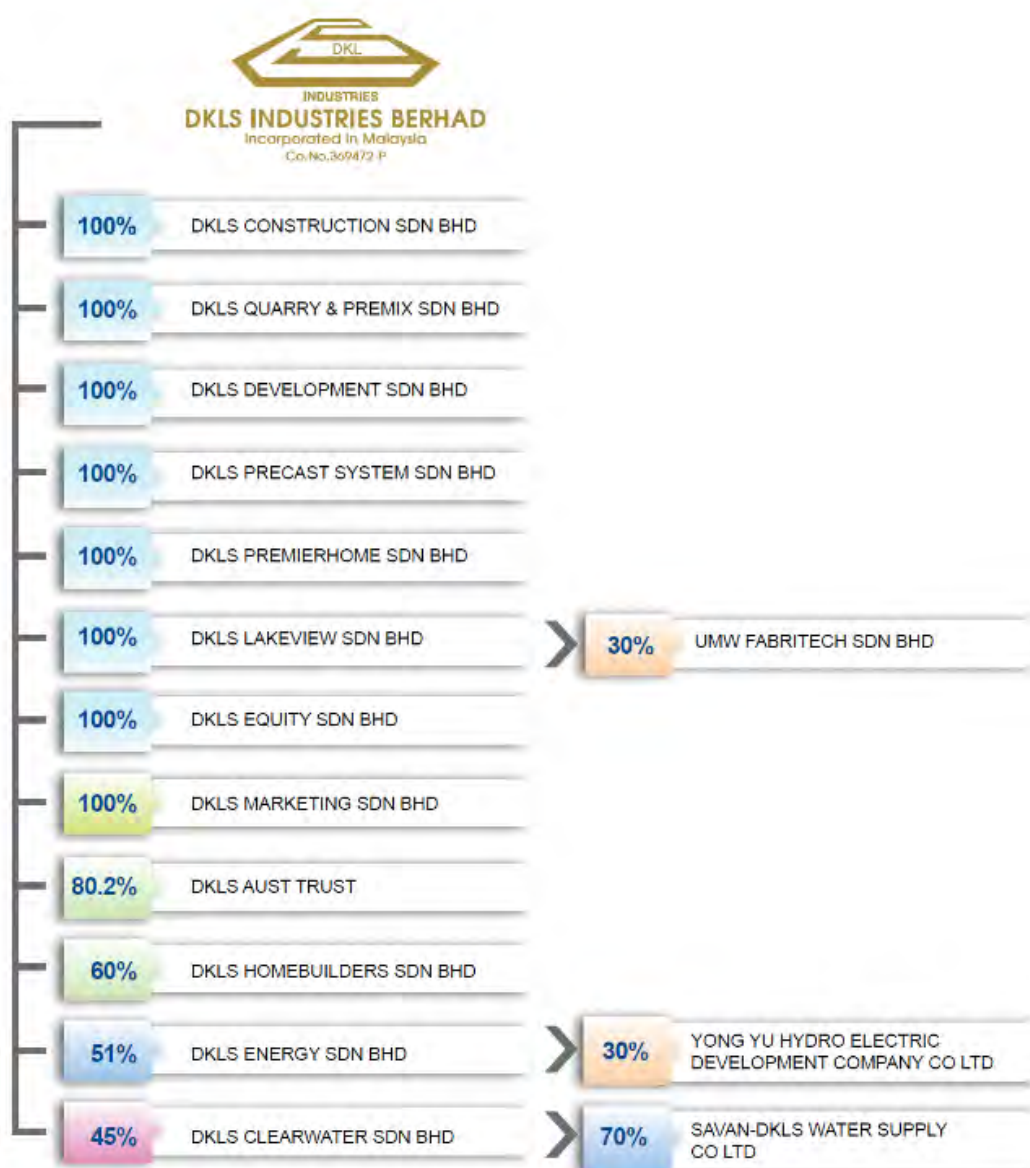 DKL
INDUSTRIES
DKLS INDUSTRIES BERHAD
Incorporated in Malaysia
Co.No.369472-P
100% DKLS CONSTRUCTION SDN BHD
100% DKLS QUARRY & PREMIX SDN BHD
100% DKLS DEVELOPMENT SDN BHD
100% DKLS PRECAST SYSTEM SDN BHD
100% DKLS PREMIERHOME SDN BHD
100% DKLS LAKEVIEW SDN BHD 30% UMW FABRITECH SDN BHD
100% DKLS EQUITY SDN BHD
100% DKLS MARKETING SDN BHD
80.2% DKLS AUST TRUST
60% DKLS HOMEBUILDERS SDN BHD
51% DKLS ENERGY SDN BHD 30% YONG YU HYDRO ELECTRIC
DEVELOPMENT COMPANY CO LTD
45% DKLS CLEARWATER SDN BHD 70% SAVAN-DKLS WATER SUPPLY
CO LTD